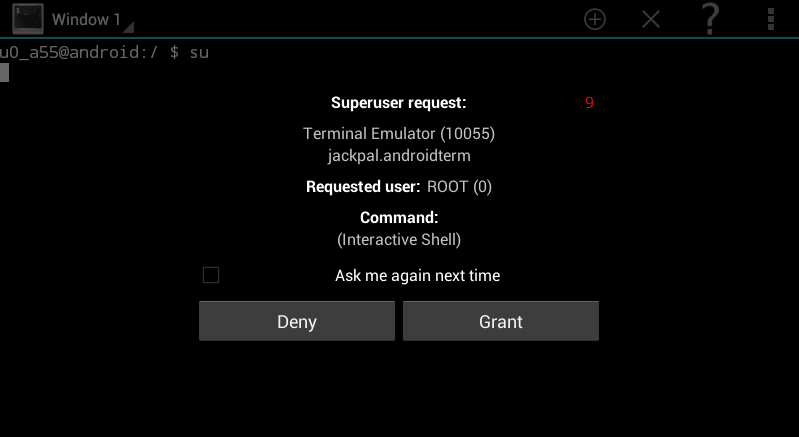 Window 1
u0_a55@android:/ $ su
Superuser request:
9
Terminal Emulator (10055)
jackpal.androidterm
Requested user: ROOT (0)
Command:
(Interactive Shell)
Ask me again next time
Deny
Grant